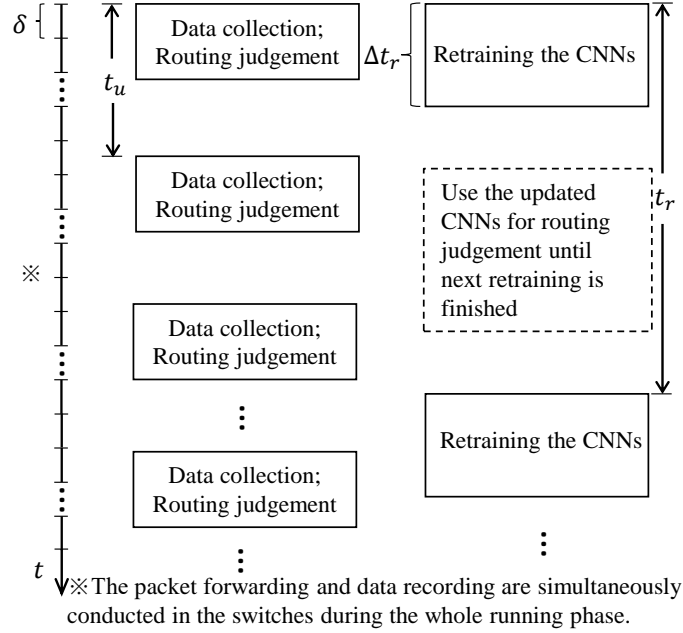 δ
t_u
Data collection;
Routing judgement
Δt_r
Retraining the CNNs
t_r
Data collection;
Routing judgement
Use the updated
CNNs for routing
judgement until
next retraining is
finished
※
Data collection;
Routing judgement
Retraining the CNNs
Data collection;
Routing judgement
t
※ The packet forwarding and data recording are simultaneously
conducted in the switches during the whole running phase.